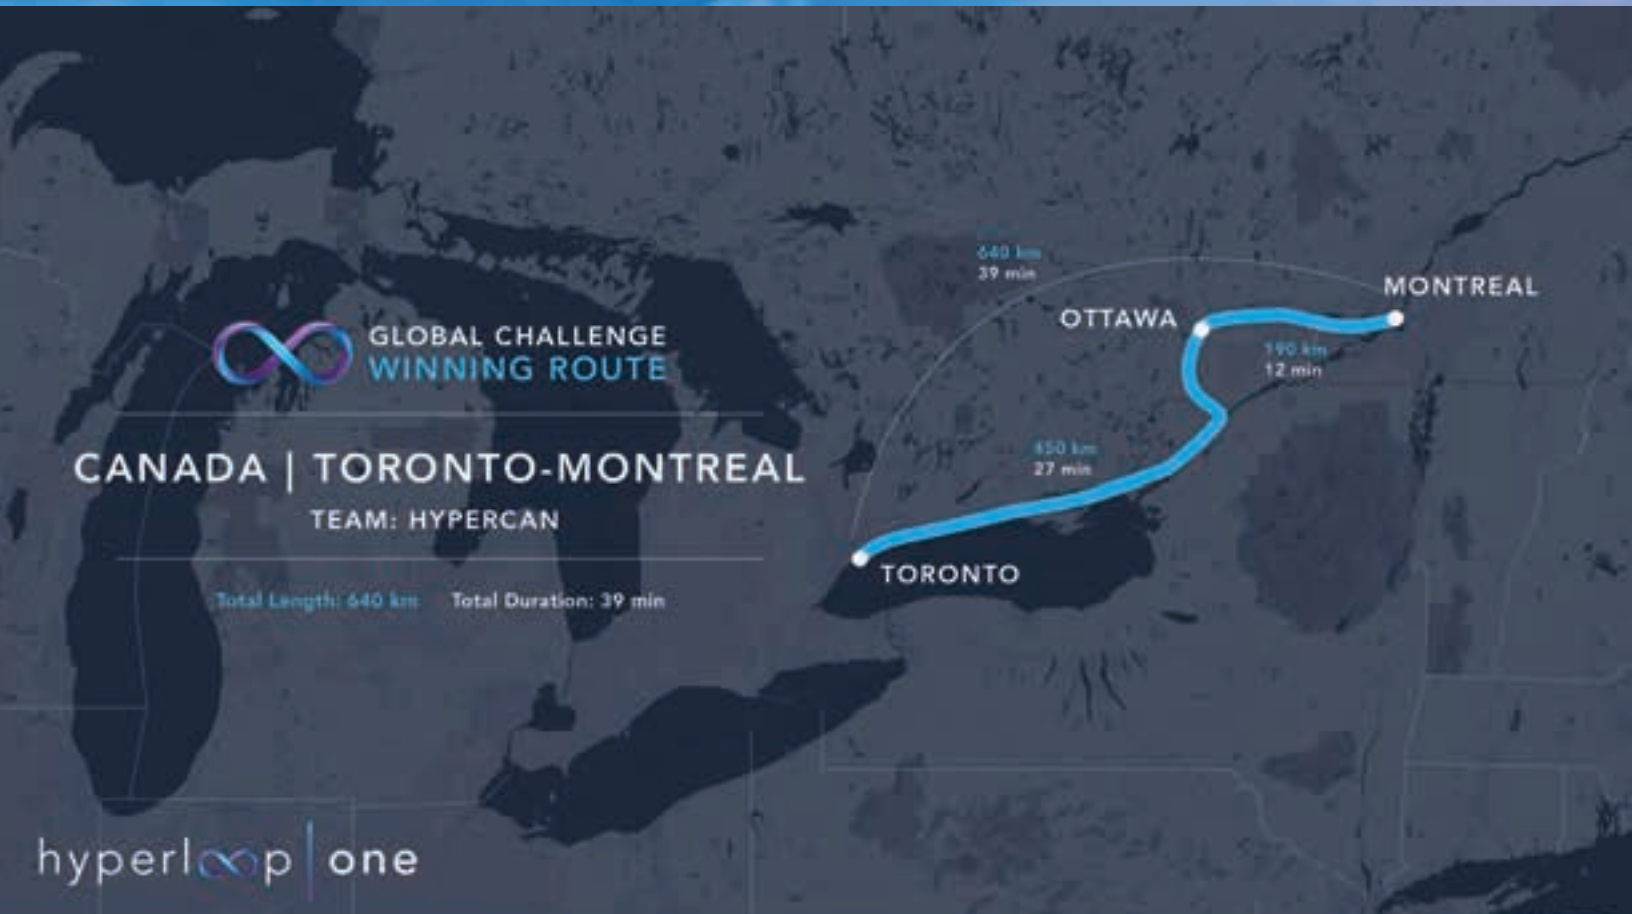 GLOBAL CHALLENGE
WINNING ROUTE
CANADA | TORONTO-MONTREAL
TEAM: HYPERCAN
Total Length: 640 km Total Duration: 39 min
640 km
39 min
MONTREAL
OTTAWA
190 km
12 min
450 km
27 min
TORONTO
hyperloop | one